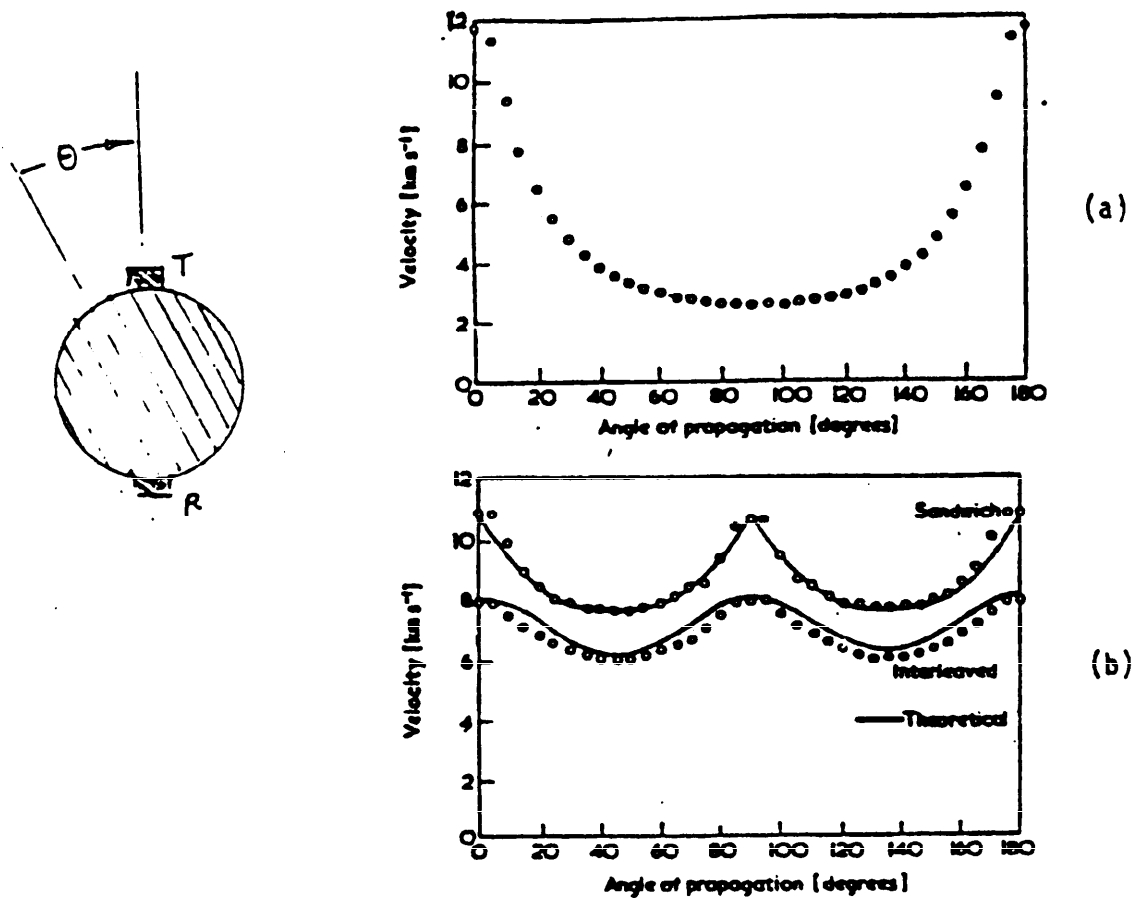 θ
T
R
12
10
8
6
4
2
0
Velocity [km s⁻¹]
0 20 40 60 80 100 120 140 160 180
Angle of propagation [degrees]
(a)
12
10
8
6
4
2
0
Velocity [km s⁻¹]
Sandwich
Interleaved
Theoretical
0 20 40 60 80 100 120 140 160 180
Angle of propagation [degrees]
(b)